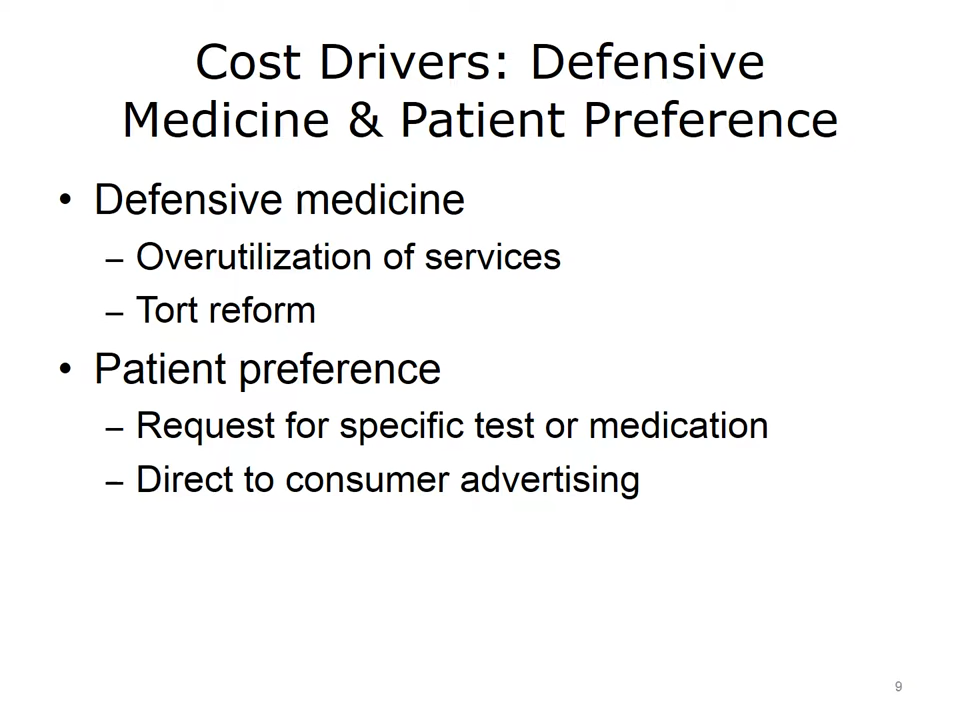 Cost Drivers: Defensive
Medicine & Patient Preference
• Defensive medicine
– Overutilization of services
– Tort reform
• Patient preference
– Request for specific test or medication
– Direct to consumer advertising
9